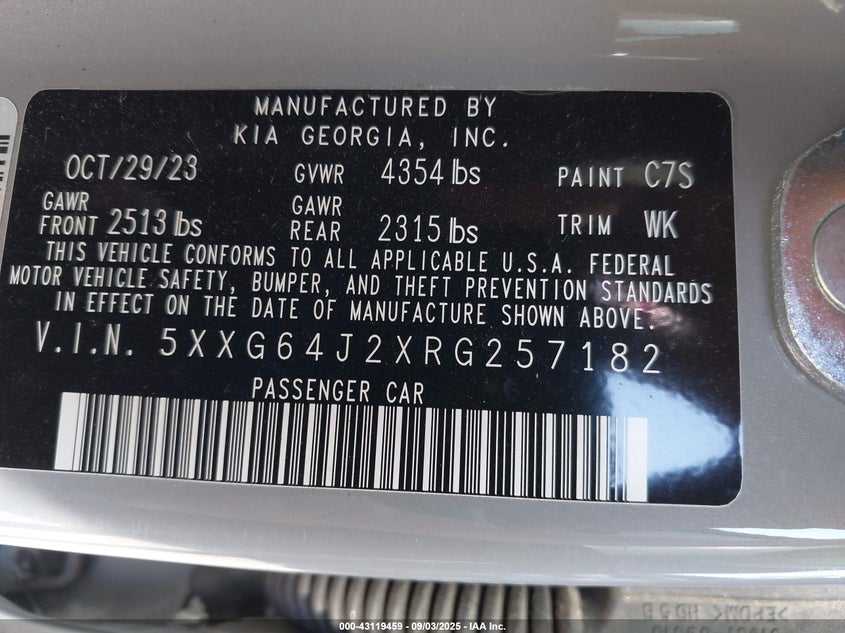 MANUFACTURED BY
KIA GEORGIA, INC.
OCT/29/23 GVWR 4354 lbs PAINT C7S
GAWR FRONT 2513 lbs GAWR REAR 2315 lbs TRIM WK
THIS VEHICLE CONFORMS TO ALL APPLICABLE U.S.A. FEDERAL
MOTOR VEHICLE SAFETY, BUMPER, AND THEFT PREVENTION STANDARDS
IN EFFECT ON THE DATE OF MANUFACTURE SHOWN ABOVE.
V.I.N. 5XXG64J2XRG257182
PASSENGER CAR
000-43119459 - 09/03/2025 - IAA Inc.